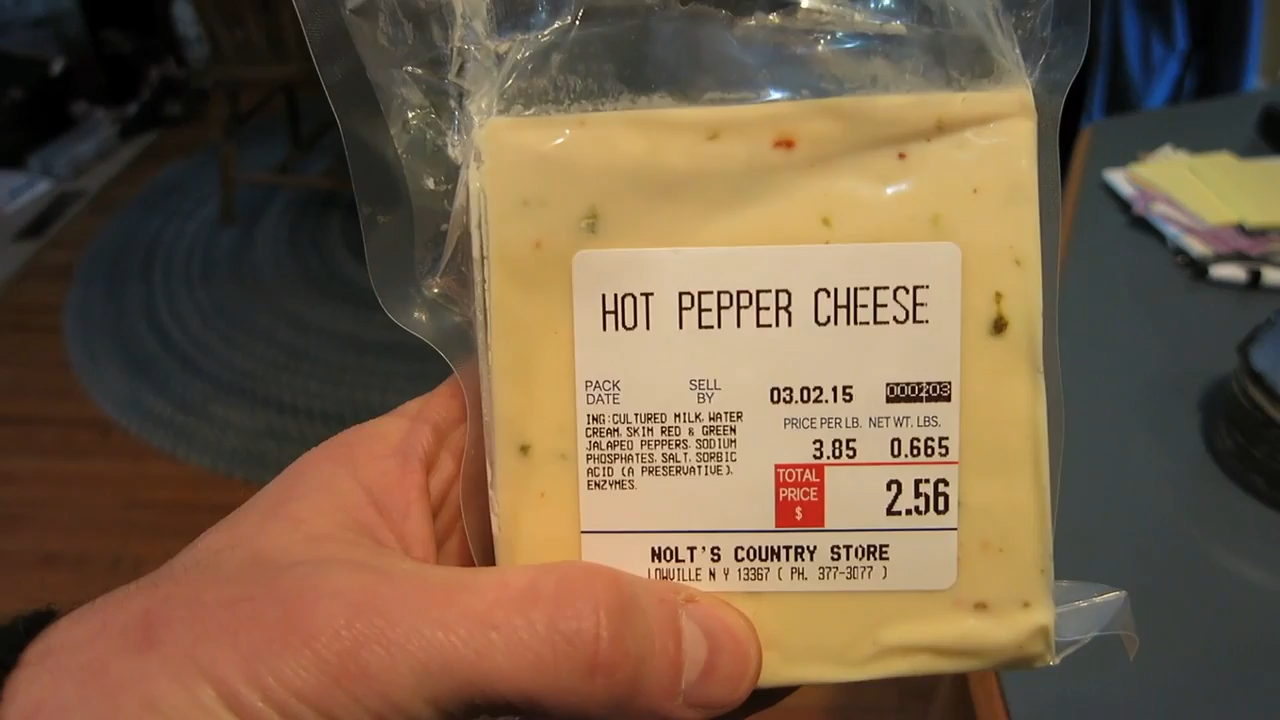 HOT PEPPER CHEESE
PACK DATE
SELL BY
03.02.15
000203
ING:CULTURED MILK, WATER
CREAM, SKIM RED & GREEN
JALAPED PEPPERS, SODIUM
PHOSPHATES, SALT, SORBIC
ACID (A PRESERVATIVE),
ENZYMES.
PRICE PER LB. NET WT. LBS.
3.85 0.665
TOTAL PRICE $
2.56
NOLT'S COUNTRY STORE
LOWVILLE N Y 13367 ( PH. 377-3077 )